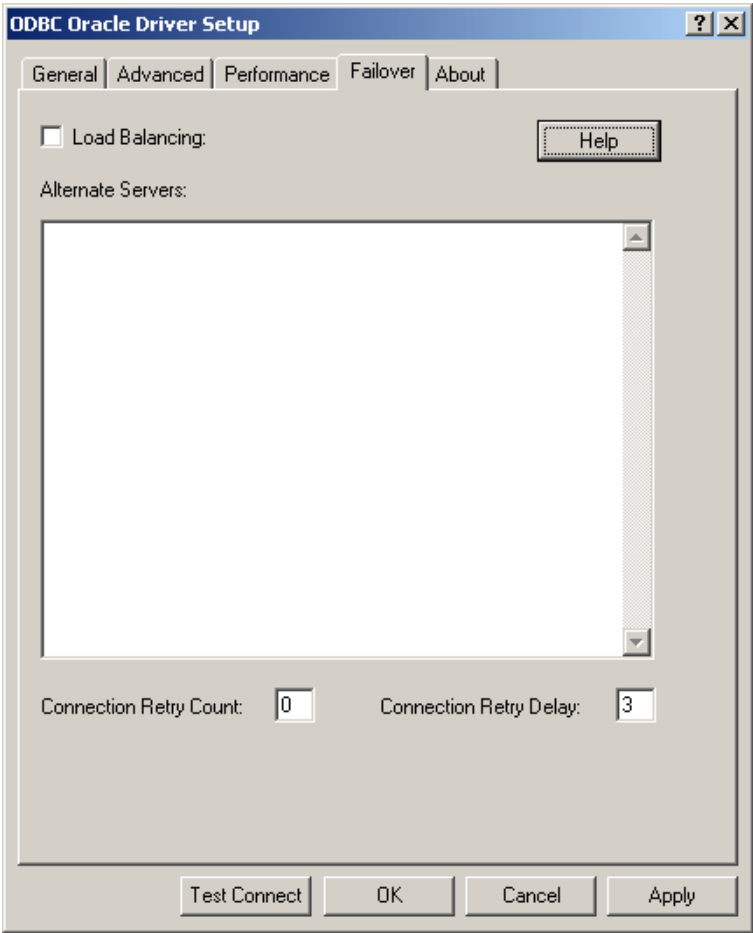 ODBC Oracle Driver Setup
?
General Advanced Performance Failover About
Load Balancing: Help
Alternate Servers:
Connection Retry Count: 0 Connection Retry Delay: 3
Test Connect OK Cancel Apply